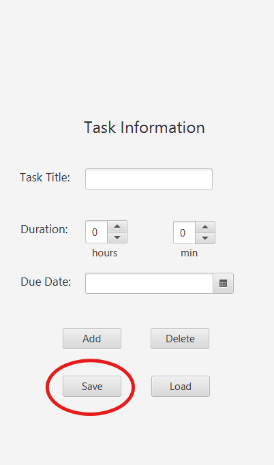 Task Information
Task Title:
Duration: 0 0
hours min
Due Date:
Add Delete
Save Load